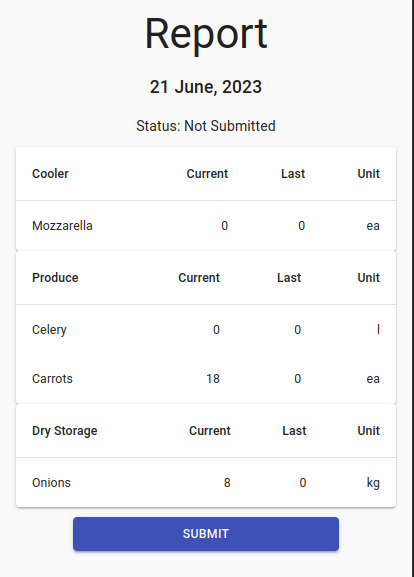 Report
21 June, 2023
Status: Not Submitted
Cooler Current Last Unit
Mozzarella 0 0 ea
Produce Current Last Unit
Celery 0 0 l
Carrots 18 0 ea
Dry Storage Current Last Unit
Onions 8 0 kg
SUBMIT